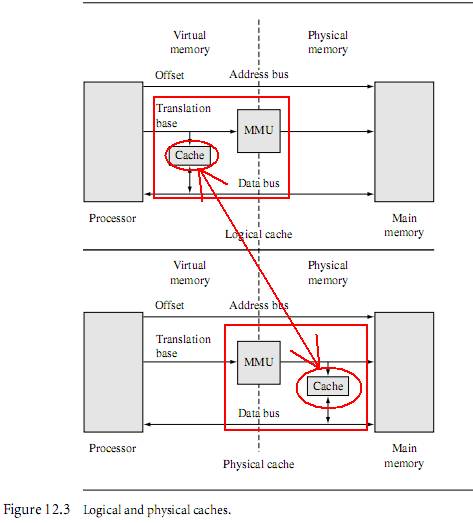 Virtual
memory
Physical
memory
Offset
Address bus
Translation
base
MMU
Cache
Data bus
Processor
Main
memory
Logical cache
Virtual
memory
Physical
memory
Offset
Address bus
Translation
base
MMU
Cache
Data bus
Processor
Main
memory
Physical cache
Figure 12.3 Logical and physical caches.